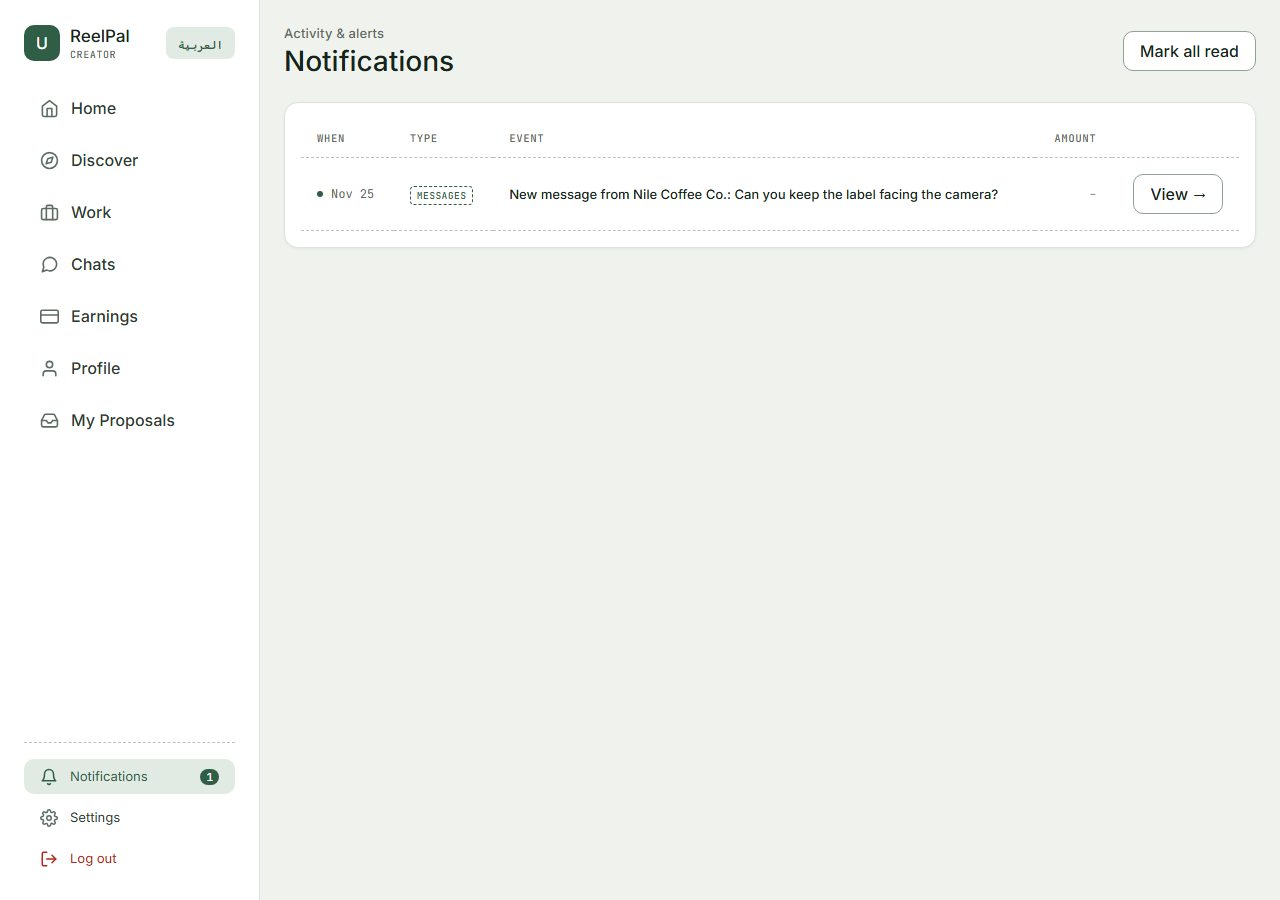 U
ReelPal
CREATOR
العربية
Home
Discover
Work
Chats
Earnings
Profile
My Proposals
Notifications 1
Settings
Log out
Activity & alerts
Notifications
Mark all read
WHEN TYPE EVENT AMOUNT
Nov 25 MESSAGES New message from Nile Coffee Co.: Can you keep the label facing the camera? – View →